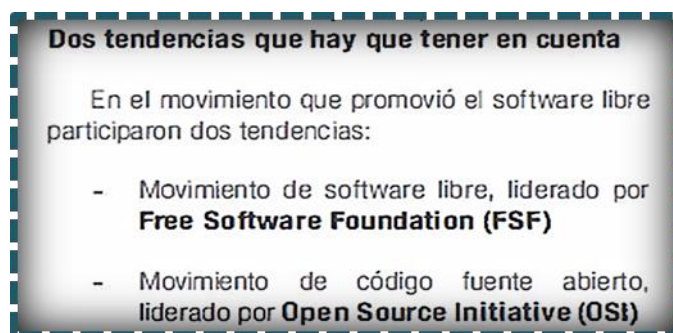 Dos tendencias que hay que tener en cuenta
En el movimiento que promovió el software libre
participaron dos tendencias:
- Movimiento de software libre, liderado por
Free Software Foundation (FSF)
- Movimiento de código fuente abierto,
liderado por Open Source Initiative (OSI)